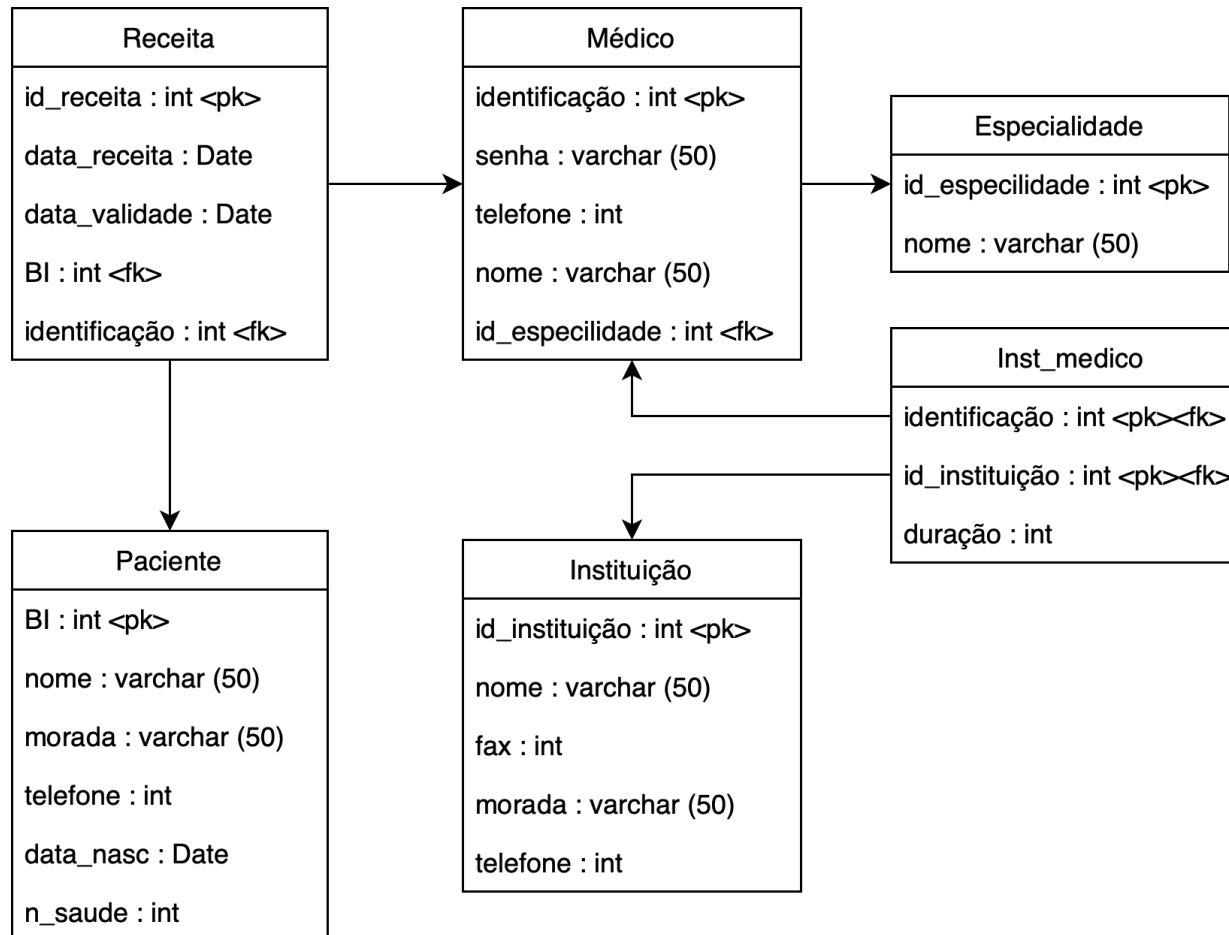 Receita
id_receita : int <pk>
data_receita : Date
data_validade : Date
BI : int <fk>
identificação : int <fk>
Médico
identificação : int <pk>
senha : varchar (50)
telefone : int
nome : varchar (50)
id_especilidade : int <fk>
Especialidade
id_especilidade : int <pk>
nome : varchar (50)
Inst_medico
identificação : int <pk><fk>
id_instituição : int <pk><fk>
duração : int
Paciente
BI : int <pk>
nome : varchar (50)
morada : varchar (50)
telefone : int
data_nasc : Date
n_saude : int
Instituição
id_instituição : int <pk>
nome : varchar (50)
fax : int
morada : varchar (50)
telefone : int